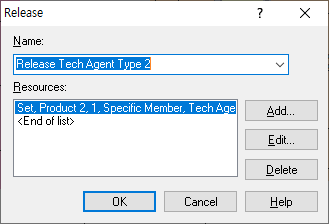 Release
?
Name:
Release Tech Agent Type 2
Resources:
Set, Product 2, 1, Specific Member, Tech Age
<End of list>
Add...
Edit...
Delete
OK
Cancel
Help